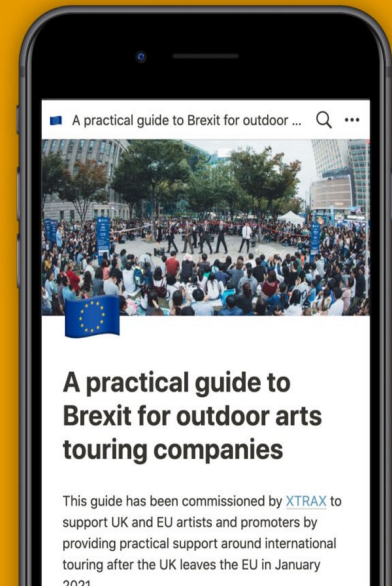 A practical guide to Brexit for outdoor ...
A practical guide to
Brexit for outdoor arts
touring companies
This guide has been commissioned by XTRAX to
support UK and EU artists and promoters by
providing practical support around international
touring after the UK leaves the EU in January
2021